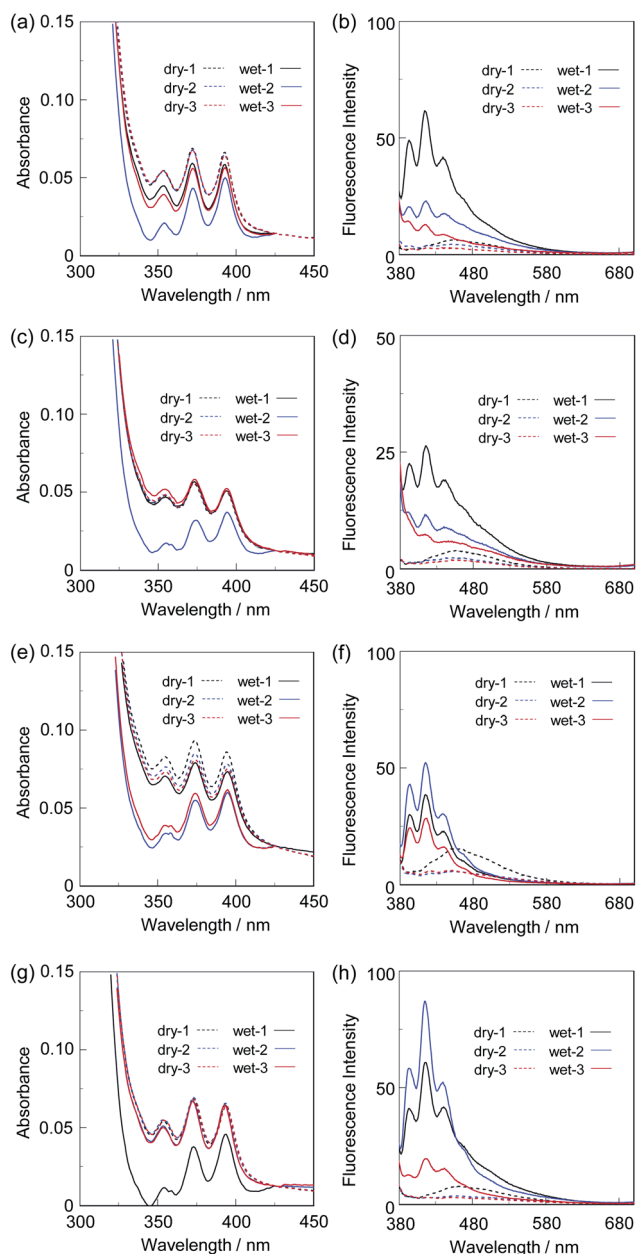 (a)
0.15
0.1
0.05
0
Absorbance
dry-1 wet-1
dry-2 wet-2
dry-3 wet-3
300 350 400 450
Wavelength / nm
(b)
100
50
0
Fluorescence Intensity
dry-1 wet-1
dry-2 wet-2
dry-3 wet-3
380 480 580 680
Wavelength / nm
(c)
0.15
0.1
0.05
0
Absorbance
dry-1 wet-1
dry-2 wet-2
dry-3 wet-3
300 350 400 450
Wavelength / nm
(d)
50
25
0
Fluorescence Intensity
dry-1 wet-1
dry-2 wet-2
dry-3 wet-3
380 480 580 680
Wavelength / nm
(e)
0.15
0.1
0.05
0
Absorbance
dry-1 wet-1
dry-2 wet-2
dry-3 wet-3
300 350 400 450
Wavelength / nm
(f)
100
50
0
Fluorescence Intensity
dry-1 wet-1
dry-2 wet-2
dry-3 wet-3
380 480 580 680
Wavelength / nm
(g)
0.15
0.1
0.05
0
Absorbance
dry-1 wet-1
dry-2 wet-2
dry-3 wet-3
300 350 400 450
Wavelength / nm
(h)
100
50
0
Fluorescence Intensity
dry-1 wet-1
dry-2 wet-2
dry-3 wet-3
380 480 580 680
Wavelength / nm